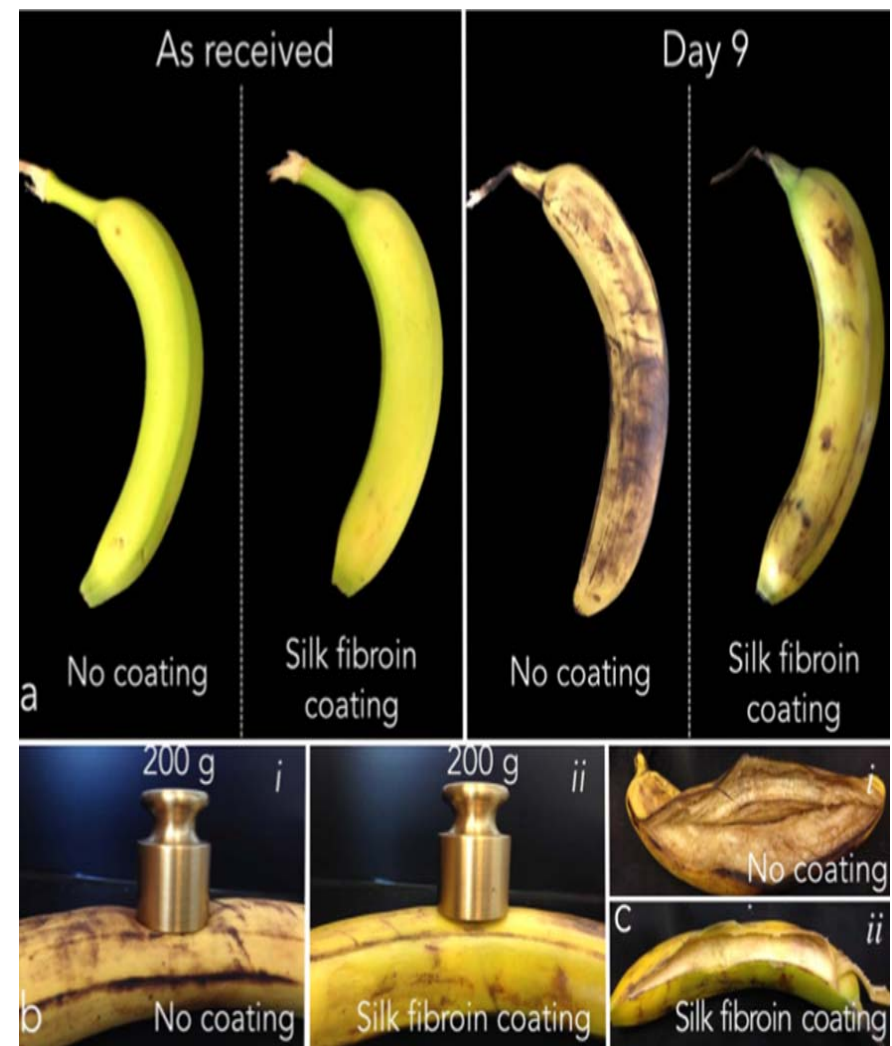 As received
Day 9
No coating
Silk fibroin
coating
No coating
Silk fibroin
coating
a
200 g
i
200 g
ii
i
No coating
b
No coating
Silk fibroin coating
c
ii
Silk fibroin coating